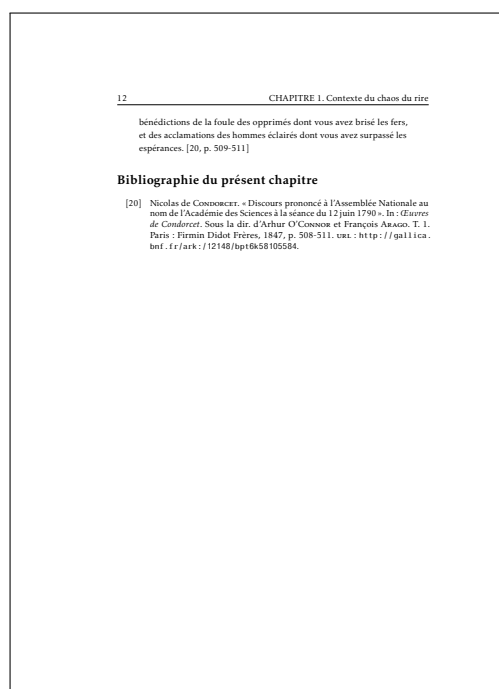 12 CHAPITRE 1. Contexte du chaos du rire
bénédictions de la foule des opprimés dont vous avez brisé les fers,
et des acclamations des hommes éclairés dont vous avez surpassé les
espérances. [20, p. 509-511]
Bibliographie du présent chapitre
[20] Nicolas de Condorcet. « Discours prononcé à l'Assemblée Nationale au
nom de l'Académie des Sciences à la séance du 12 juin 1790 ». In : Œuvres
de Condorcet. Sous la dir. d'Arhur O'Connor et François Arago. T. 1.
Paris : Firmin Didot Frères, 1847, p. 508-511. url : http://gallica.
bnf.fr/ark:/12148/bpt6k58105584.